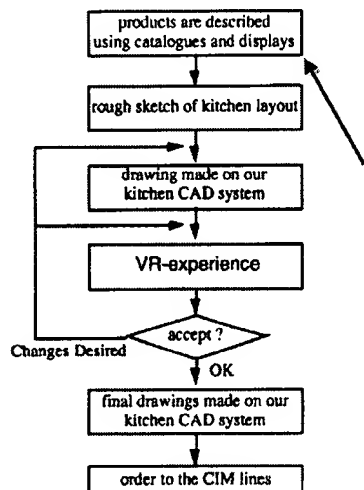 products are described
using catalogues and displays
rough sketch of kitchen layout
drawing made on our
kitchen CAD system
VR-experience
accept ?
Changes Desired
OK
final drawings made on our
kitchen CAD system
order to the CIM lines